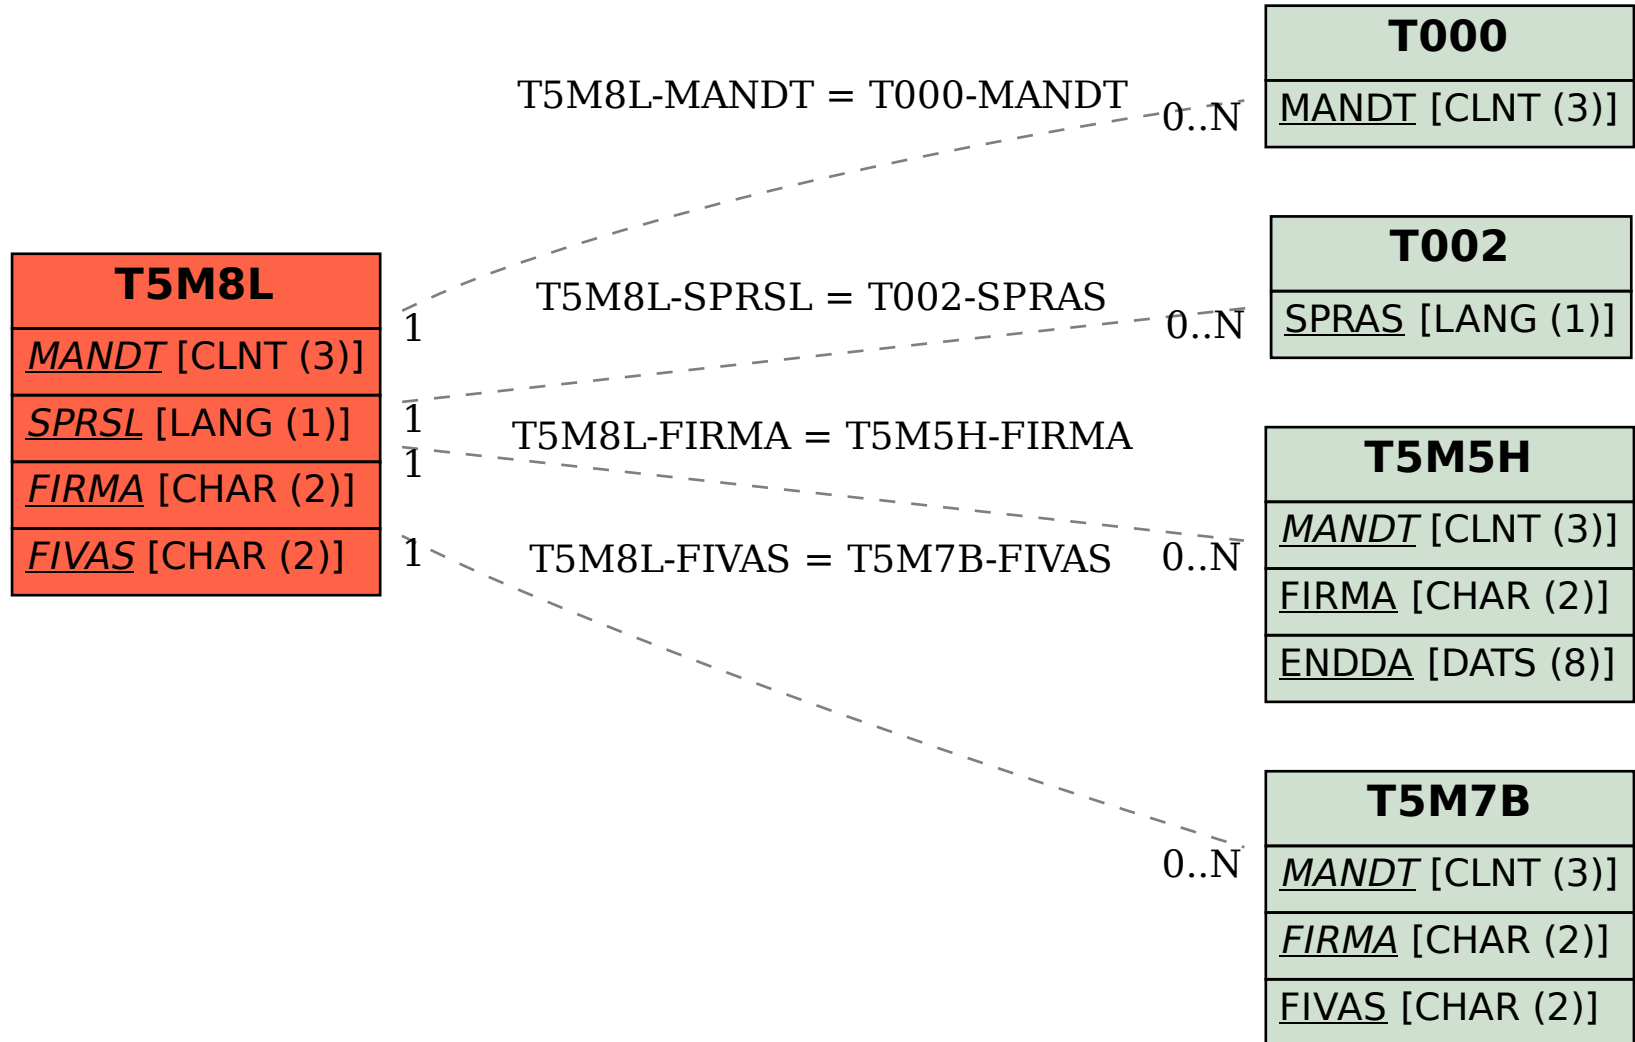 T5M8L
MANDT [CLNT (3)]
SPRSL [LANG (1)]
FIRMA [CHAR (2)]
FIVAS [CHAR (2)]
T5M8L-MANDT = T000-MANDT
0..N
1
T5M8L-SPRSL = T002-SPRAS
0..N
1
T5M8L-FIRMA = T5M5H-FIRMA
1
0..N
T5M8L-FIVAS = T5M7B-FIVAS
1
0..N
T000
MANDT [CLNT (3)]
T002
SPRAS [LANG (1)]
T5M5H
MANDT [CLNT (3)]
FIRMA [CHAR (2)]
ENDDA [DATS (8)]
T5M7B
MANDT [CLNT (3)]
FIRMA [CHAR (2)]
FIVAS [CHAR (2)]